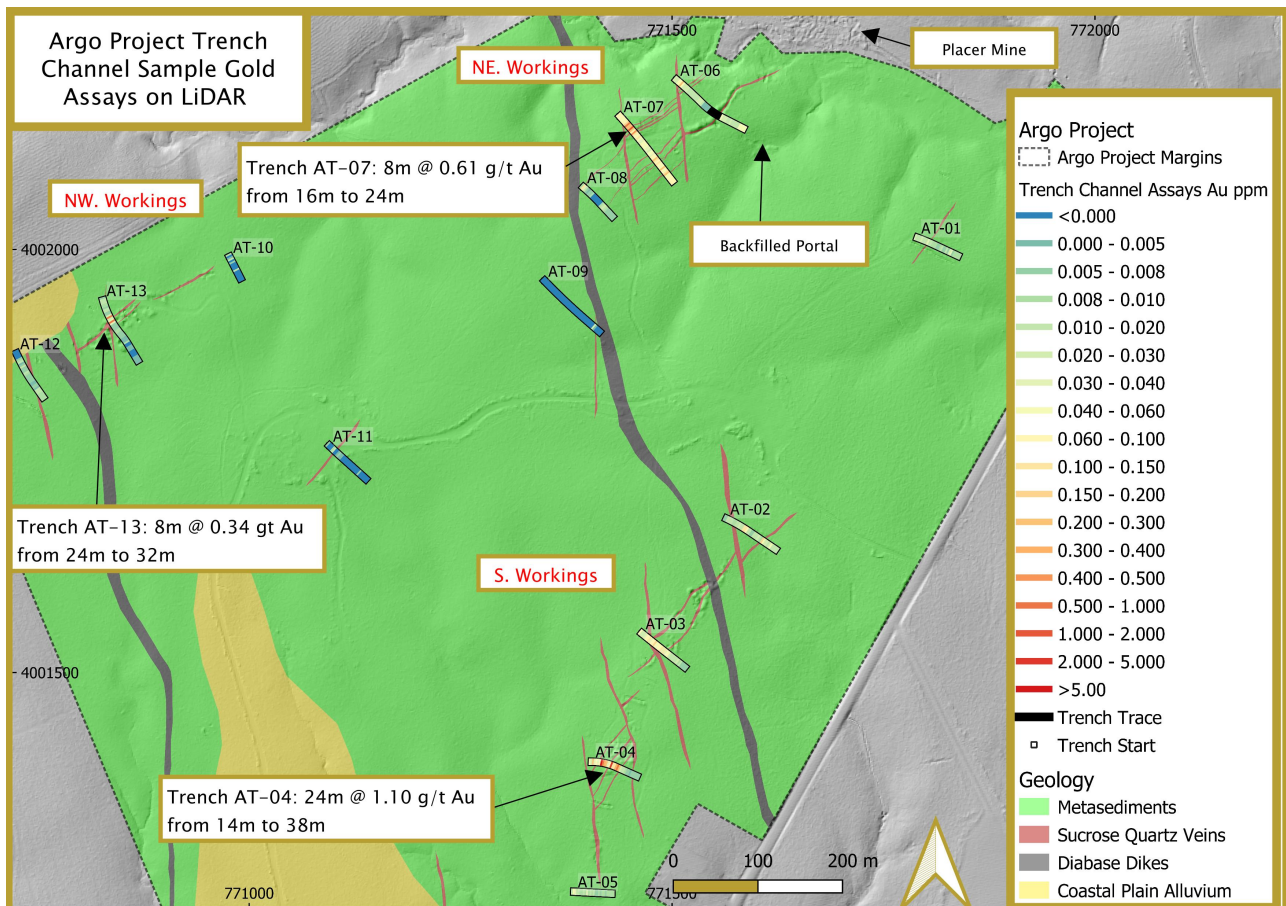 Argo Project Trench
Channel Sample Gold
Assays on LiDAR
771500
772000
Placer Mine
NE. Workings
AT-06
AT-07
Trench AT-07: 8m @ 0.61 g/t Au
from 16m to 24m
AT-08
NW. Workings
Backfilled Portal
AT-01
4002000
AT-10
AT-09
AT-13
AT-12
AT-11
Trench AT-13: 8m @ 0.34 gt Au
from 24m to 32m
AT-02
S. Workings
AT-03
4001500
AT-04
Trench AT-04: 24m @ 1.10 g/t Au
from 14m to 38m
AT-05
771000
771500
0 100 200 m
Argo Project
Argo Project Margins
Trench Channel Assays Au ppm
<0.000
0.000 - 0.005
0.005 - 0.008
0.008 - 0.010
0.010 - 0.020
0.020 - 0.030
0.030 - 0.040
0.040 - 0.060
0.060 - 0.100
0.100 - 0.150
0.150 - 0.200
0.200 - 0.300
0.300 - 0.400
0.400 - 0.500
0.500 - 1.000
1.000 - 2.000
2.000 - 5.000
>5.00
Trench Trace
Trench Start
Geology
Metasediments
Sucrose Quartz Veins
Diabase Dikes
Coastal Plain Alluvium